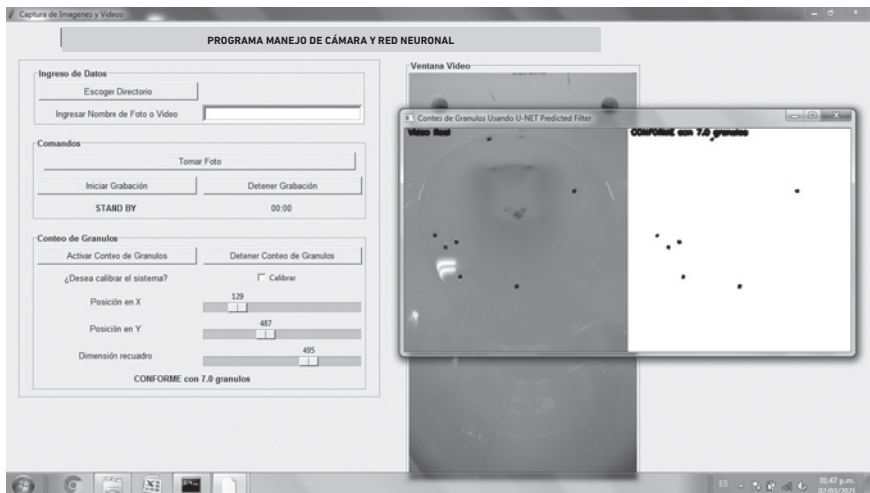 Captura de Imagenes y Videos
PROGRAMA MANEJO DE CÁMARA Y RED NEURONAL
Ingreso de Datos
Escoger Directorio
Ingresar Nombre de Foto o Video
Comandos
Tomar Foto
Iniciar Grabación
Detener Grabación
STAND BY
00:00
Conteo de Granulos
Activar Conteo de Granulos
Detener Conteo de Granulos
¿Desea calibrar el sistema?
Calibrar
Posición en X
129
Posición en Y
487
Dimensión recuadro
495
CONFORME con 7.0 granulos
Ventana Video
Conteo de Granulos Usando U-NET Predicted Filter
Video Real
CONFORME con 7.0 granulos
ES
01:47 p.m.
07/03/2021